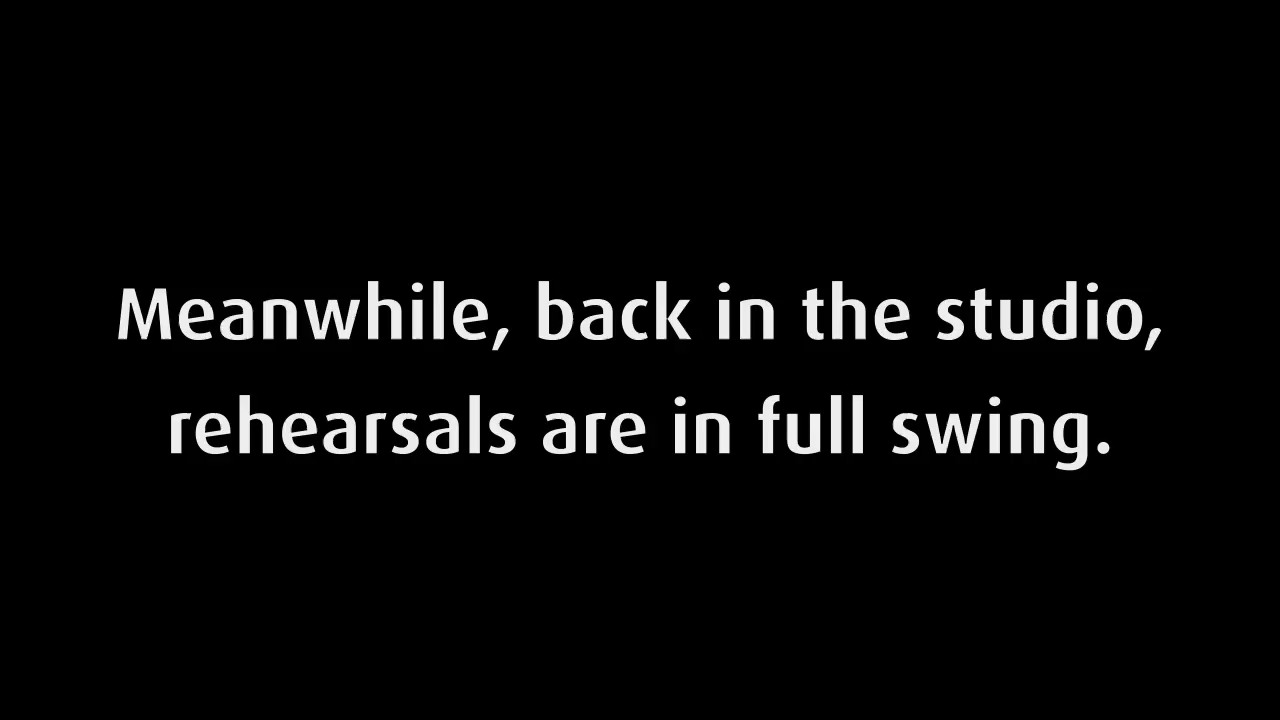 Meanwhile, back in the studio,
rehearsals are in full swing.